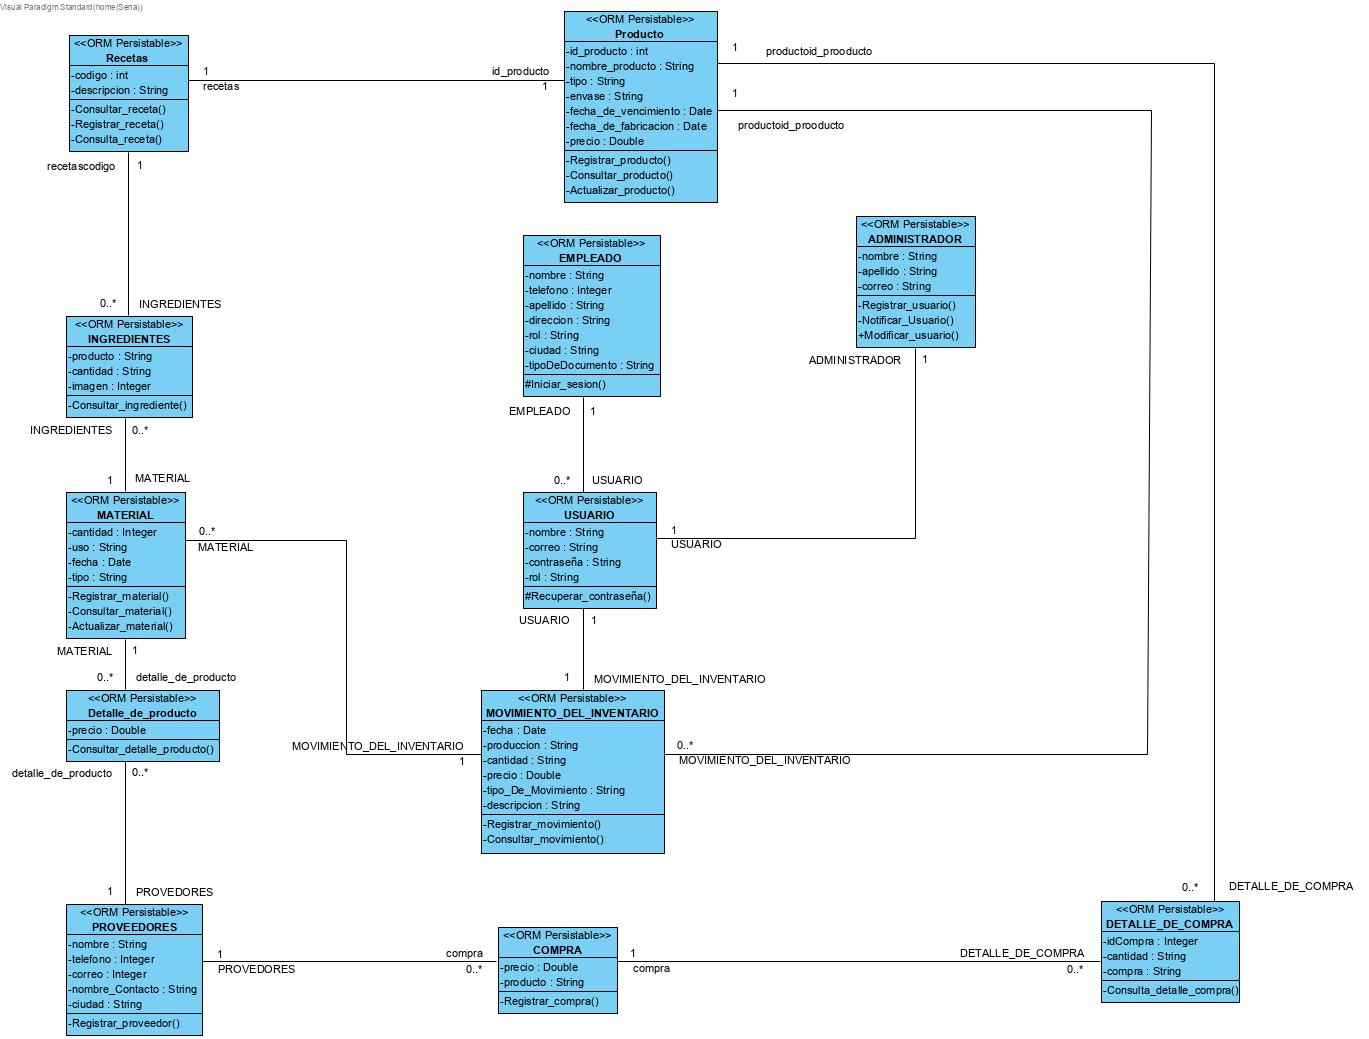 Visual Paradigm Standard(home(Sena))
<<ORM Persistable>>
Recetas
-codigo : int
-descripcion : String
-Consultar_receta()
-Registrar_receta()
-Consulta_receta()
1
recetas
id_producto
1
<<ORM Persistable>>
Producto
-id_producto : int
-nombre_producto : String
-tipo : String
-envase : String
-fecha_de_vencimiento : Date
-fecha_de_fabricacion : Date
-precio : Double
-Registrar_producto()
-Consultar_producto()
-Actualizar_producto()
1
productoid_prooducto
1
productoid_prooducto
recetascodigo
1
0..*
INGREDIENTES
<<ORM Persistable>>
INGREDIENTES
-producto : String
-cantidad : String
-imagen : Integer
-Consultar_ingrediente()
INGREDIENTES
0..*
1
MATERIAL
<<ORM Persistable>>
EMPLEADO
-nombre : String
-telefono : Integer
-apellido : String
-direccion : String
-rol : String
-ciudad : String
-tipoDeDocumento : String
#Iniciar_sesion()
EMPLEADO
1
0..*
USUARIO
<<ORM Persistable>>
ADMINISTRADOR
-nombre : String
-apellido : String
-correo : String
-Registrar_usuario()
-Notificar_Usuario()
+Modificar_usuario()
ADMINISTRADOR
1
<<ORM Persistable>>
MATERIAL
-cantidad : Integer
-uso : String
-fecha : Date
-tipo : String
-Registrar_material()
-Consultar_material()
-Actualizar_material()
0..*
MATERIAL
<<ORM Persistable>>
USUARIO
-nombre : String
-correo : String
-contraseña : String
-rol : String
#Recuperar_contraseña()
1
USUARIO
USUARIO
1
1
MOVIMIENTO_DEL_INVENTARIO
MATERIAL
1
0..*
detalle_de_producto
<<ORM Persistable>>
Detalle_de_producto
-precio : Double
-Consultar_detalle_producto()
detalle_de_producto
0..*
MOVIMIENTO_DEL_INVENTARIO
1
<<ORM Persistable>>
MOVIMIENTO_DEL_INVENTARIO
-fecha : Date
-produccion : String
-cantidad : String
-precio : Double
-tipo_De_Movimiento : String
-descripcion : String
-Registrar_movimiento()
-Consultar_movimiento()
0..*
MOVIMIENTO_DEL_INVENTARIO
1
PROVEDORES
<<ORM Persistable>>
PROVEEDORES
-nombre : String
-telefono : Integer
-correo : Integer
-nombre_Contacto : String
-ciudad : String
-Registrar_proveedor()
1
PROVEDORES
compra
0..*
<<ORM Persistable>>
COMPRA
-precio : Double
-producto : String
-Registrar_compra()
1
compra
DETALLE_DE_COMPRA
0..*
0..*
DETALLE_DE_COMPRA
<<ORM Persistable>>
DETALLE_DE_COMPRA
-idCompra : Integer
-cantidad : String
-compra : String
-Consulta_detalle_compra()